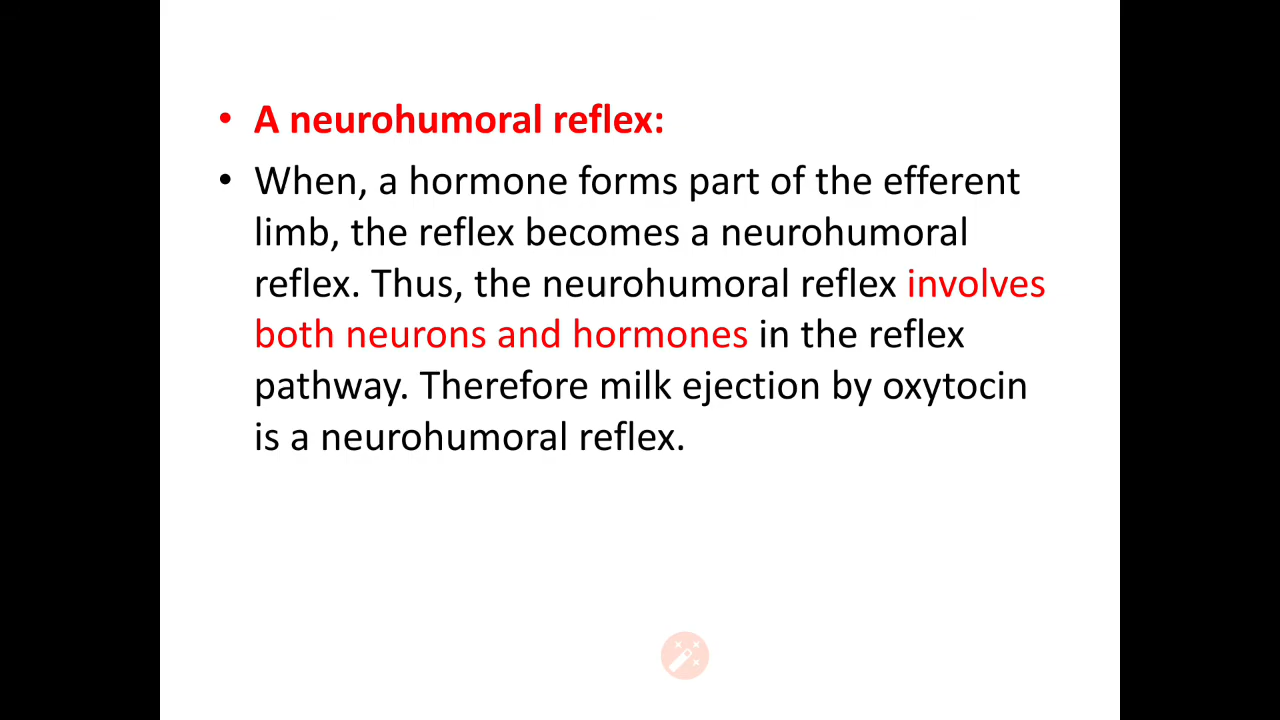 • A neurohumoral reflex:
• When, a hormone forms part of the efferent
limb, the reflex becomes a neurohumoral
reflex. Thus, the neurohumoral reflex involves
both neurons and hormones in the reflex
pathway. Therefore milk ejection by oxytocin
is a neurohumoral reflex.